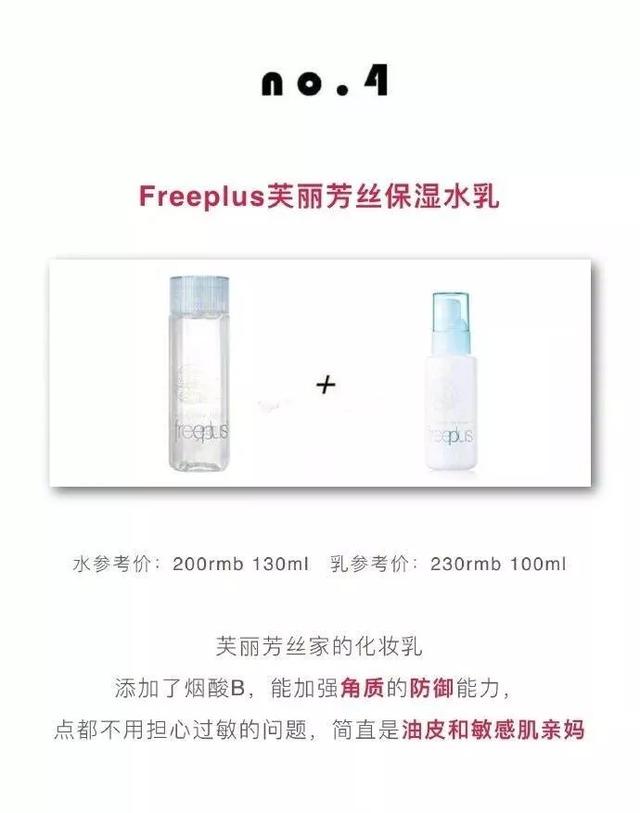 no.4
Freeplus芙丽芳丝保湿水乳
+
freeplus
freeplus
水参考价：200rmb 130ml 乳参考价：230rmb 100ml
芙丽芳丝家的化妆乳
添加了烟酸B，能加强角质的防御能力，
点都不用担心过敏的问题，简直是油皮和敏感肌亲妈